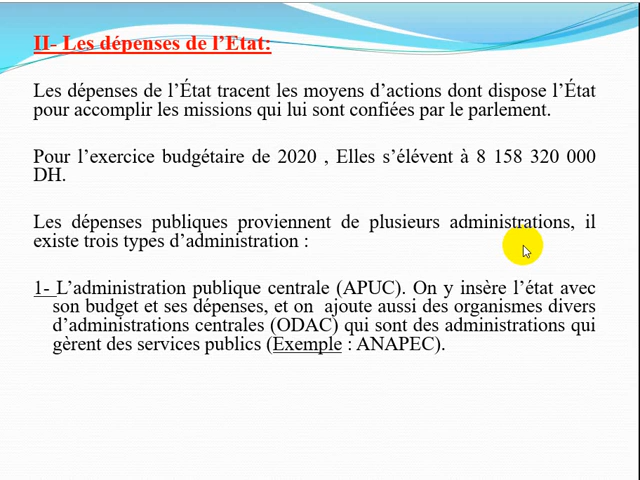 II- Les dépenses de l’Etat:
Les dépenses de l’État tracent les moyens d’actions dont dispose l’État
pour accomplir les missions qui lui sont confiées par le parlement.
Pour l’exercice budgétaire de 2020 , Elles s’élévent à 8 158 320 000
DH.
Les dépenses publiques proviennent de plusieurs administrations, il
existe trois types d’administration :
1- L’administration publique centrale (APUC). On y insère l’état avec
son budget et ses dépenses, et on ajoute aussi des organismes divers
d’administrations centrales (ODAC) qui sont des administrations qui
gèrent des services publics (Exemple : ANAPEC).